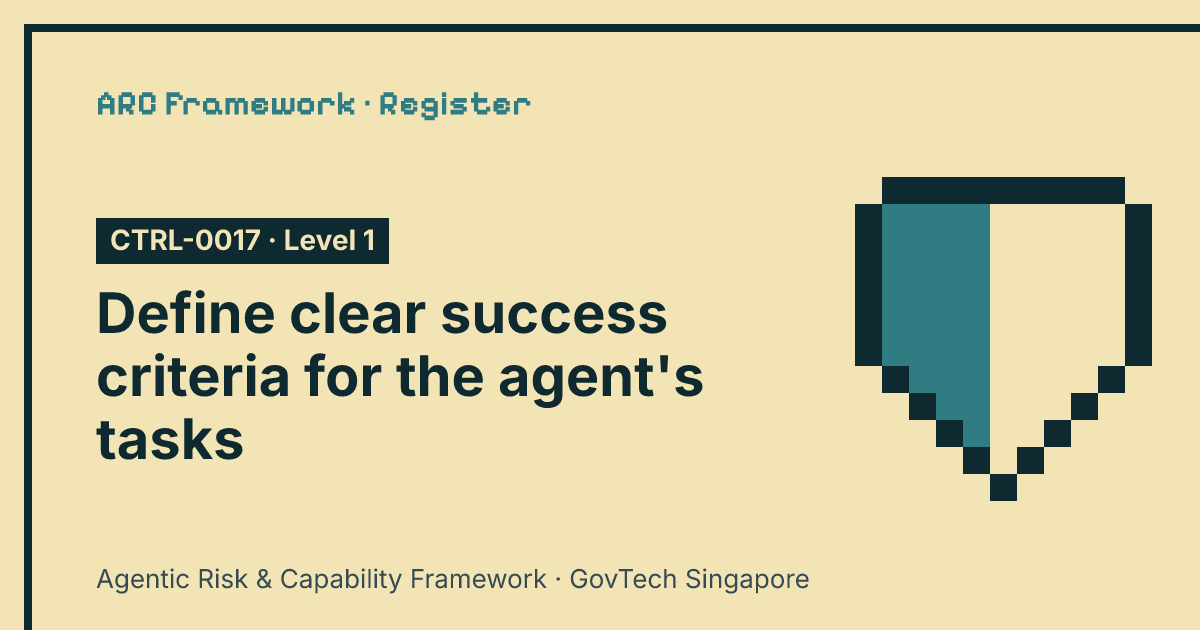 ARC Framework · Register
CTRL-0017 · Level 1
Define clear success
criteria for the agent's
tasks
Agentic Risk & Capability Framework · GovTech Singapore